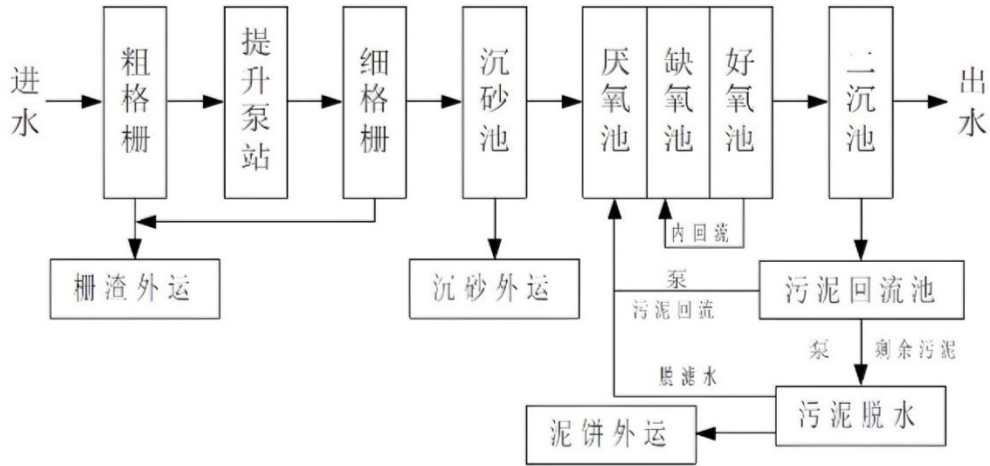 进水
粗格栅
提升泵站
细格栅
沉砂池
厌氧池
缺氧池
好氧池
二沉池
出水
内回流
栅渣外运
沉砂外运
泵
污泥回流
污泥回流池
泵
剩余污泥
脱滤水
污泥脱水
泥饼外运